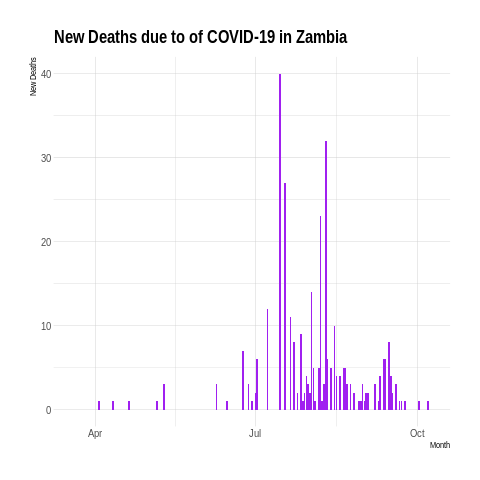 New Deaths due to of COVID-19 in Zambia
New Deaths
40
30
20
10
0
Apr
Jul
Oct
Month